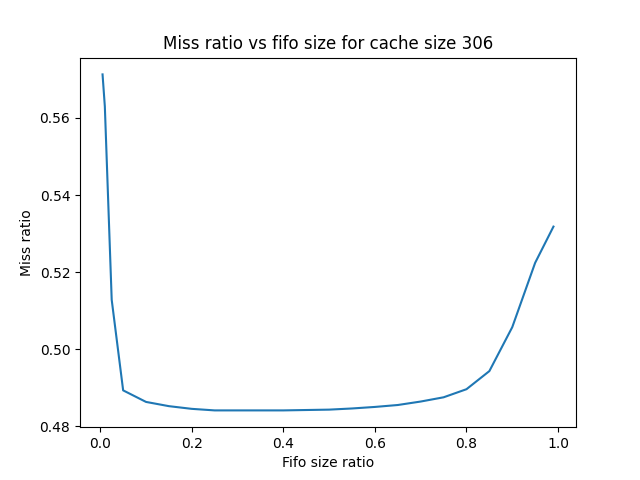 Miss ratio vs fifo size for cache size 306
Miss ratio
0.56
0.54
0.52
0.50
0.48
0.0 0.2 0.4 0.6 0.8 1.0
Fifo size ratio